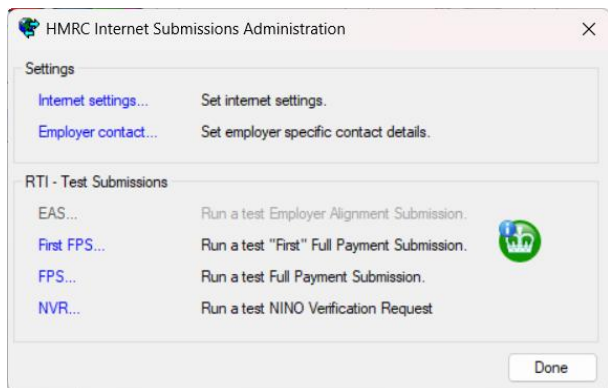 HMRC Internet Submissions Administration
Settings
Internet settings... Set internet settings.
Employer contact... Set employer specific contact details.
RTI - Test Submissions
EAS... Run a test Employer Alignment Submission.
First FPS... Run a test "First" Full Payment Submission.
FPS... Run a test Full Payment Submission.
NVR... Run a test NINO Verification Request
Done